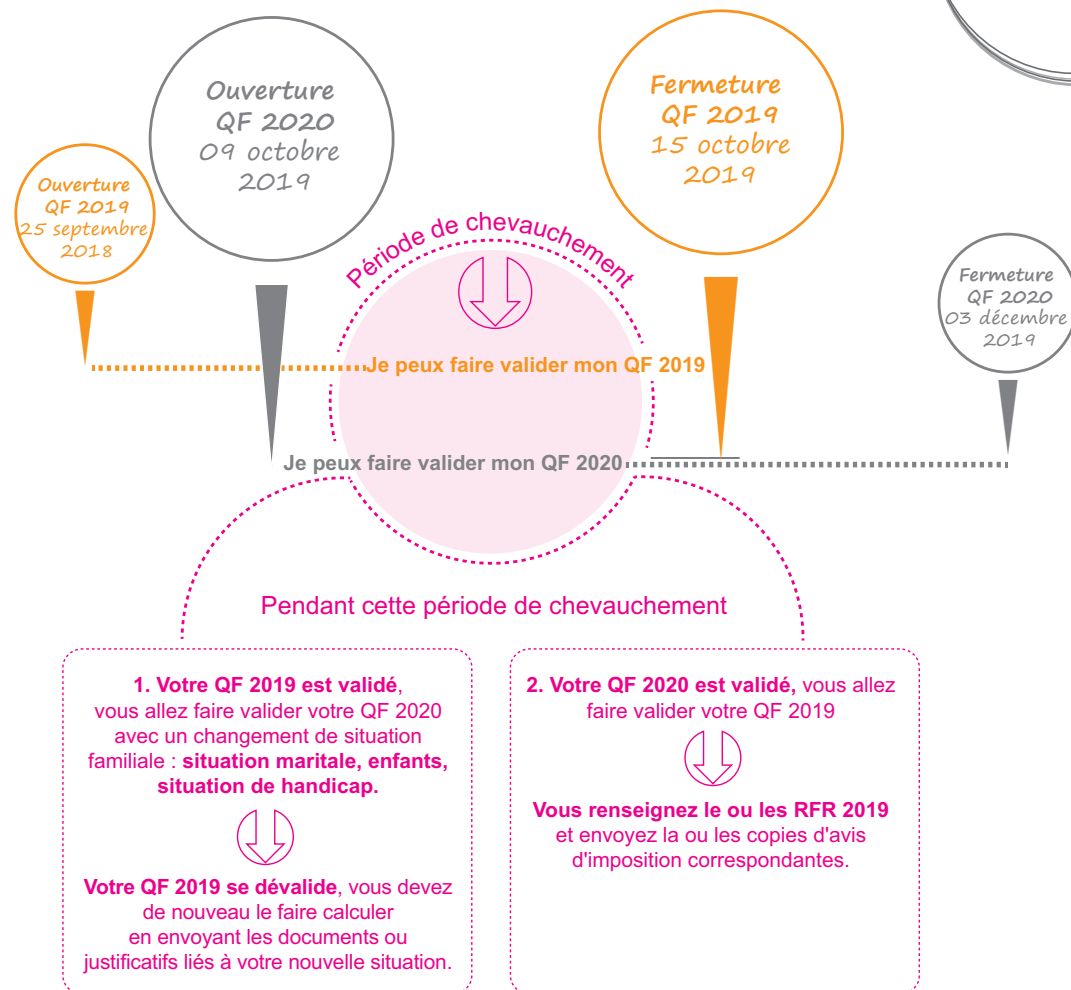 Ouverture
QF 2020
09 octobre
2019
Fermeture
QF 2019
15 octobre
2019
Ouverture
QF 2019
25 septembre
2018
Période de chevauchement
Fermeture
QF 2020
03 décembre
2019
Je peux faire valider mon QF 2019
Je peux faire valider mon QF 2020
Pendant cette période de chevauchement
1. Votre QF 2019 est validé,
vous allez faire valider votre QF 2020
avec un changement de situation
familiale : situation maritale, enfants,
situation de handicap.
Votre QF 2019 se dévalide, vous devez
de nouveau le faire calculer
en envoyant les documents ou
justificatifs liés à votre nouvelle situation.
2. Votre QF 2020 est validé, vous allez
faire valider votre QF 2019
Vous renseignez le ou les RFR 2019
et envoyez la ou les copies d'avis
d'imposition correspondantes.